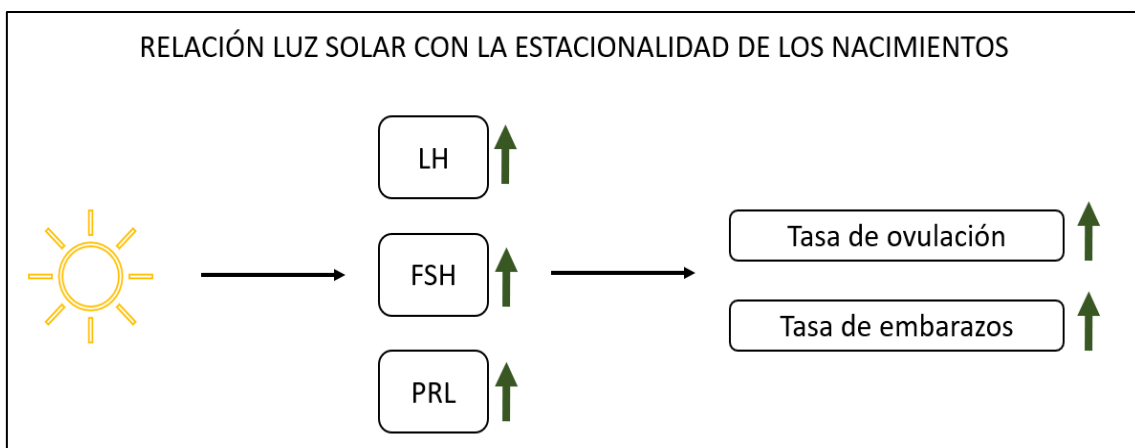 RELACIÓN LUZ SOLAR CON LA ESTACIONALIDAD DE LOS NACIMIENTOS
LH
FSH
PRL
Tasa de ovulación
Tasa de embarazos